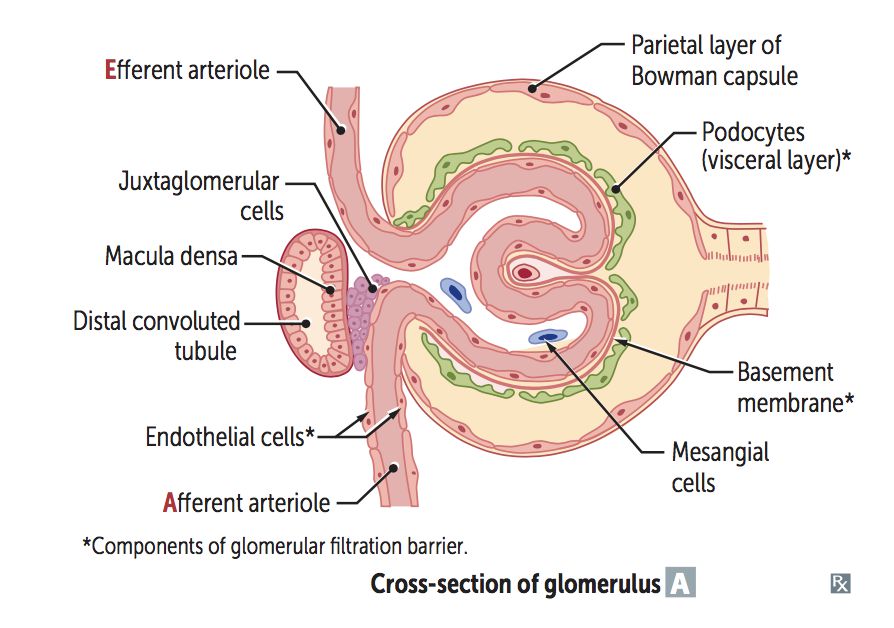 Efferent arteriole
Juxtaglomerular
cells
Macula densa
Distal convoluted
tubule
Endothelial cells*
Afferent arteriole
Parietal layer of
Bowman capsule
Podocytes
(visceral layer)*
Basement
membrane*
Mesangial
cells
*Components of glomerular filtration barrier.
Cross-section of glomerulus A
Rx